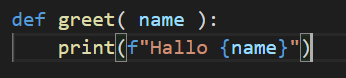 def greet( name ):
    print(f"Hallo {name}")